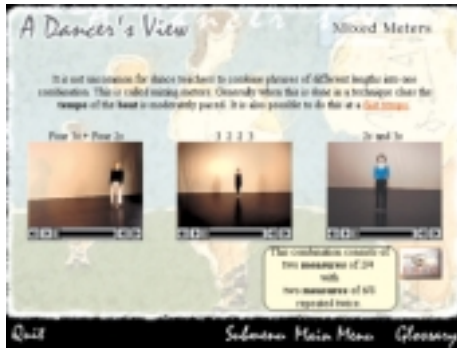 A Dancer's View
Mixed Meters
It is not uncommon for dance teachers to combine phrases of different lengths into one
combination. This is called mixing meters. Generally when this is done in a technique class the
tempo of the beat is moderately paced. It is also possible to do this at a fast tempo.
Four 3s + Four 2s
3 2 2 3
2s and 3s
This combination consists of
two measures of 2/4
with
two measures of 6/8
repeated twice
Quit
Submenu
Main Menu
Glossary